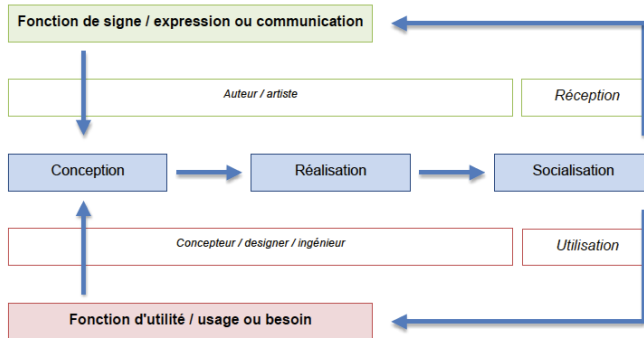 Fonction de signe / expression ou communication
Auteur / artiste
Réception
Conception
Réalisation
Socialisation
Concepteur / designer / ingénieur
Utilisation
Fonction d'utilité / usage ou besoin